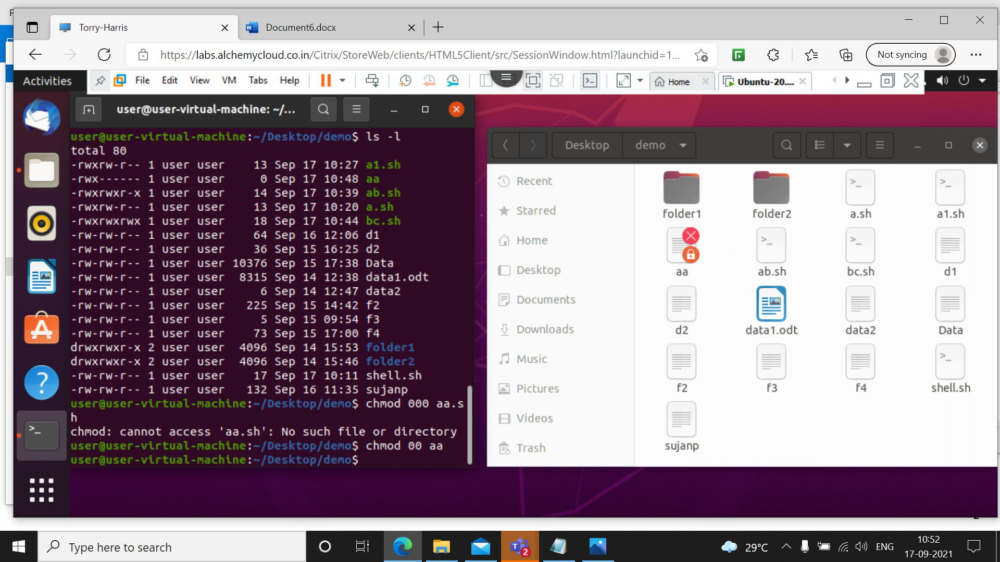 Torry-Harris
Document6.docx
https://labs.alchemycloud.co.in/Citrix/StoreWeb/clients/HTML5Client/src/SessionWindow.html?launchid=1...
Not syncing
Activities
File Edit View VM Tabs Help
Home
Ubuntu-20....
user@user-virtual-machine: ~/...
user@user-virtual-machine:~/Desktop/demo$ ls -l
total 80
-rwxrw-r-- 1 user user    13 Sep 17 10:27 a1.sh
-rwx------ 1 user user     0 Sep 17 10:48 aa
-rwxrwxr-x 1 user user    14 Sep 17 10:39 ab.sh
-rwxrw-r-- 1 user user    13 Sep 17 10:20 a.sh
-rwxrwxrwx 1 user user    18 Sep 17 10:44 bc.sh
-rw-rw-r-- 1 user user    64 Sep 16 12:06 d1
-rw-rw-r-- 1 user user    36 Sep 15 16:25 d2
-rw-rw-r-- 1 user user 10376 Sep 15 17:38 Data
-rw-rw-r-- 1 user user  8315 Sep 14 12:38 data1.odt
-rw-rw-r-- 1 user user     6 Sep 14 12:47 data2
-rw-rw-r-- 1 user user   225 Sep 15 14:42 f2
-rw-rw-r-- 1 user user     5 Sep 15 09:54 f3
-rw-rw-r-- 1 user user    73 Sep 15 17:00 f4
drwxrwxr-x 2 user user  4096 Sep 14 15:53 folder1
drwxrwxr-x 2 user user  4096 Sep 14 15:46 folder2
-rw-rw-r-- 1 user user    17 Sep 17 10:11 shell.sh
-rw-rw-r-- 1 user user   132 Sep 16 11:35 sujanp
user@user-virtual-machine:~/Desktop/demo$ chmod 000 aa.s
h
chmod: cannot access 'aa.sh': No such file or directory
user@user-virtual-machine:~/Desktop/demo$ chmod 00 aa
user@user-virtual-machine:~/Desktop/demo$
Desktop demo
Recent
Starred
Home
Desktop
Documents
Downloads
Music
Pictures
Videos
Trash
folder1 folder2 a.sh a1.sh
aa ab.sh bc.sh d1
d2 data1.odt data2 Data
f2 f3 f4 shell.sh
sujanp
Type here to search
2
29°C
ENG
10:52
17-09-2021